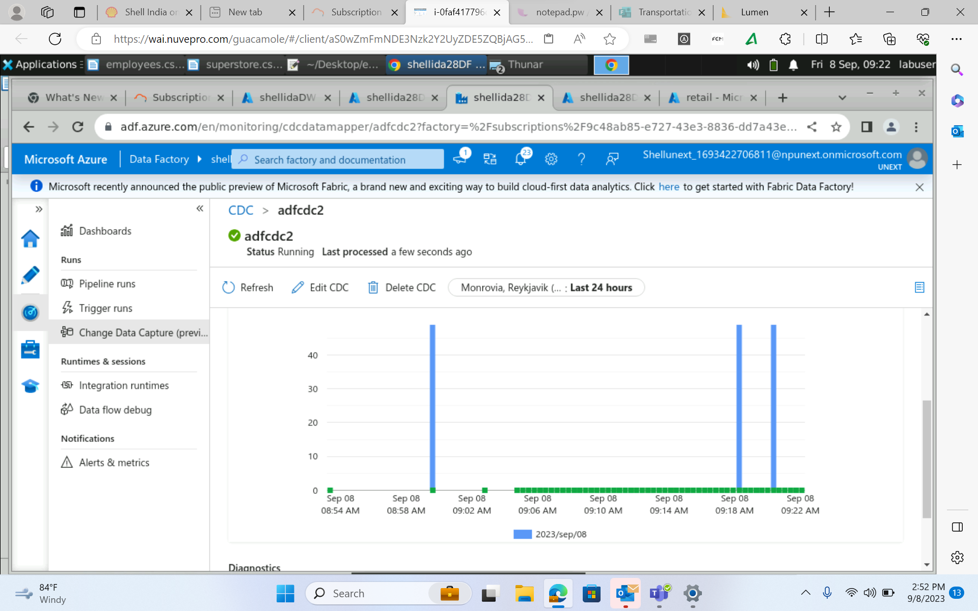 Shell India on
New tab
Subscription
i-0faf417796
notepad.pw
Transportatio
Lumen
https://wai.nuvepro.com/guacamole/#/client/aS0wZmFmNDE3Nzk2Y2UyZDE5ZQBjAG5...
Applications
employees.cs...
superstore.cs...
~/Desktop/e...
shellida28DF ...
Thunar
Fri 8 Sep, 09:22 labuser
What's New
Subscriptio
shellidaDW
shellida28D
shellida28D
shellida28D
retail - Mic
adf.azure.com/en/monitoring/cdcdatamapper/adfcdc2?factory=%2Fsubscriptions%2F9c48ab85-e727-43e3-8836-dd7a43e...
Microsoft Azure
Data Factory
shell
Search factory and documentation
1
23
Shellunext_1693422706811@npunext.onmicrosoft.com
UNEXT
Microsoft recently announced the public preview of Microsoft Fabric, a brand new and exciting way to build cloud-first data analytics. Click here to get started with Fabric Data Factory!
Dashboards
Runs
Pipeline runs
Trigger runs
Change Data Capture (previ...
Runtimes & sessions
Integration runtimes
Data flow debug
Notifications
Alerts & metrics
CDC > adfcdc2
adfcdc2
Status Running Last processed a few seconds ago
Refresh
Edit CDC
Delete CDC
Monrovia, Reykjavik (... : Last 24 hours
40
30
20
10
0
Sep 08 08:54 AM
Sep 08 08:58 AM
Sep 08 09:02 AM
Sep 08 09:06 AM
Sep 08 09:10 AM
Sep 08 09:14 AM
Sep 08 09:18 AM
Sep 08 09:22 AM
2023/sep/08
Diagnostics
84°F
Windy
Search
2:52 PM
9/8/2023
13